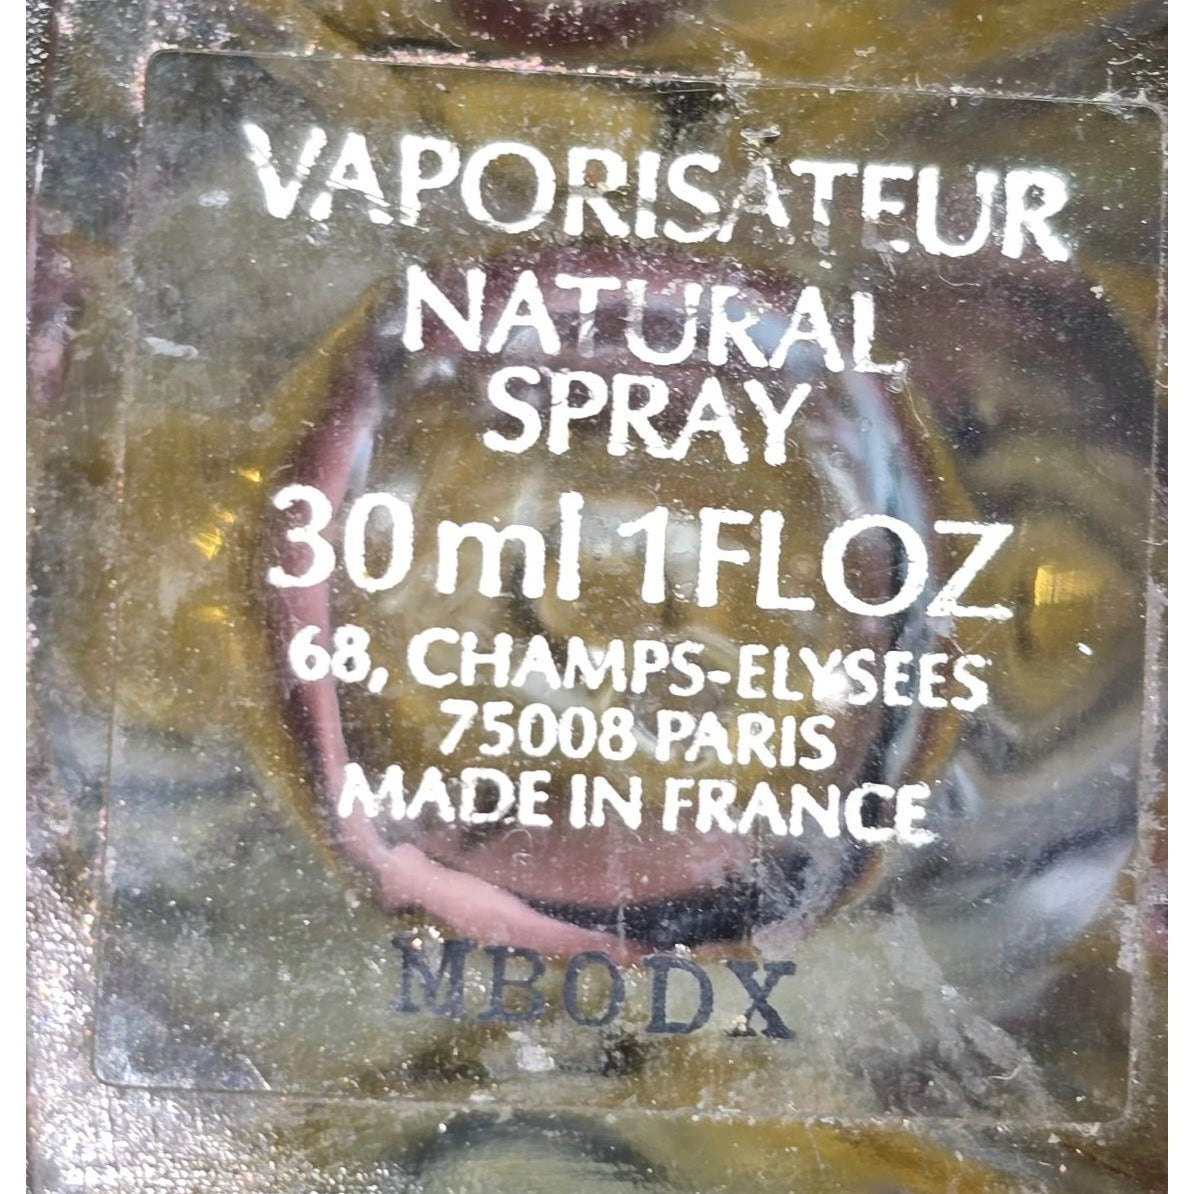 VAPORISATEUR
NATURAL
SPRAY
30 ml 1 FL OZ
68, CHAMPS-ELYSEES
75008 PARIS
MADE IN FRANCE
MBODX